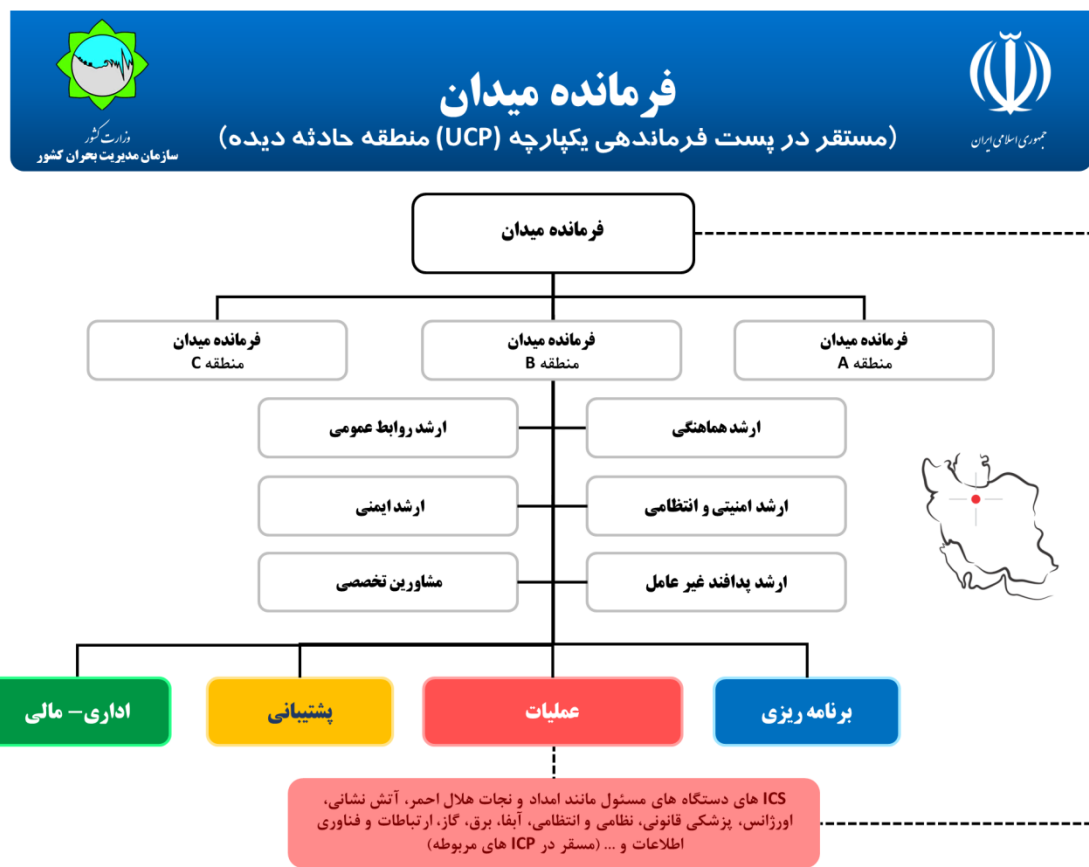 فرمانده میدان
(مستقر در پست فرماندهی یکپارچه (UCP) منطقه حادثه دیده)
جمهوری اسلامی ایران
وزارت کشور
سازمان مدیریت بحران کشور
فرمانده میدان
فرمانده میدان
منطقه A
فرمانده میدان
منطقه B
فرمانده میدان
منطقه C
ارشد هماهنگی
ارشد روابط عمومی
ارشد امنیتی و انتظامی
ارشد ایمنی
ارشد پدافند غیر عامل
مشاورین تخصصی
برنامه ریزی
عملیات
پشتیبانی
اداری- مالی
ICS های دستگاه های مسئول مانند امداد و نجات هلال احمر، آتش نشانی،
اورژانس، پزشکی قانونی، نظامی و انتظامی، آبفا، برق، گاز، ارتباطات و فناوری
اطلاعات و ... (مسقر در ICP های مربوطه)